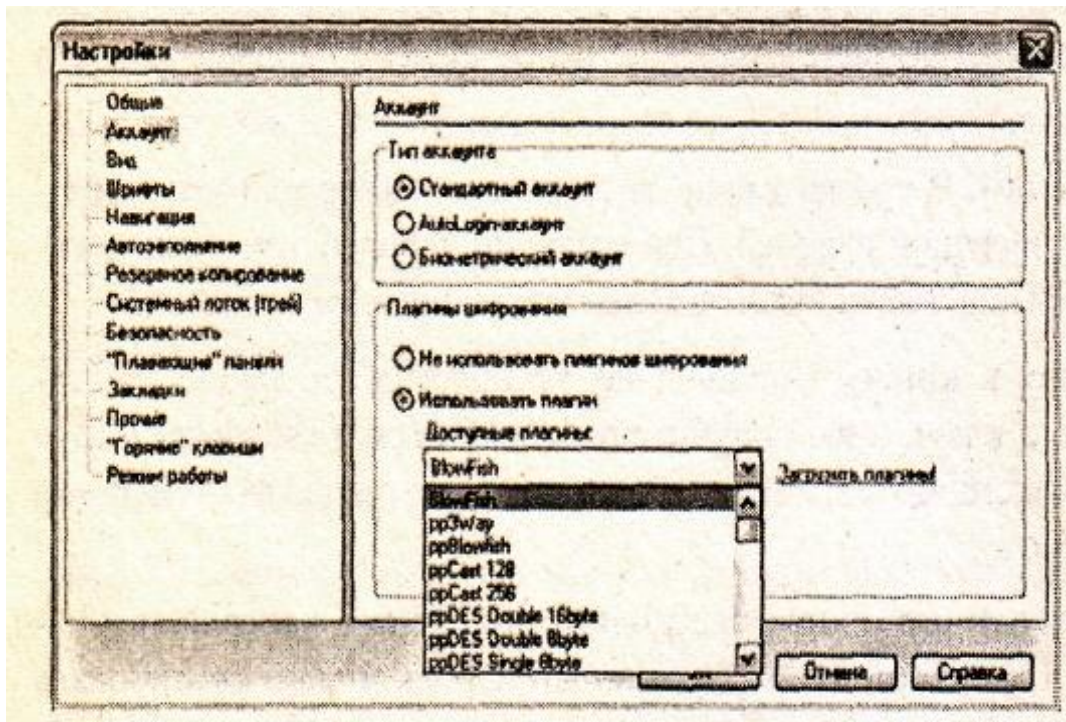 Настройки
Общие
Аккаунт
Вид
Шрифты
Навигация
Автозаполнение
Резервное копирование
Системный лоток (трей)
Безопасность
"Плавающие" панели
Закладки
Прочие
"Горячие" клавиши
Режим работы
Аккаунт
Тип аккаунта
Стандартный аккаунт
AutoLogin-аккаунт
Биометрический аккаунт
Плагины шифрования
Не использовать плагинов шифрования
Использовать плагин
Доступные плагины:
BlowFish
Загрузить плагины!
BlowFish
pp3Way
ppBlowfish
ppCast 128
ppCast 256
ppDES Double 16byte
ppDES Double 8byte
ppDES Single 8byte
Отмена
Справка